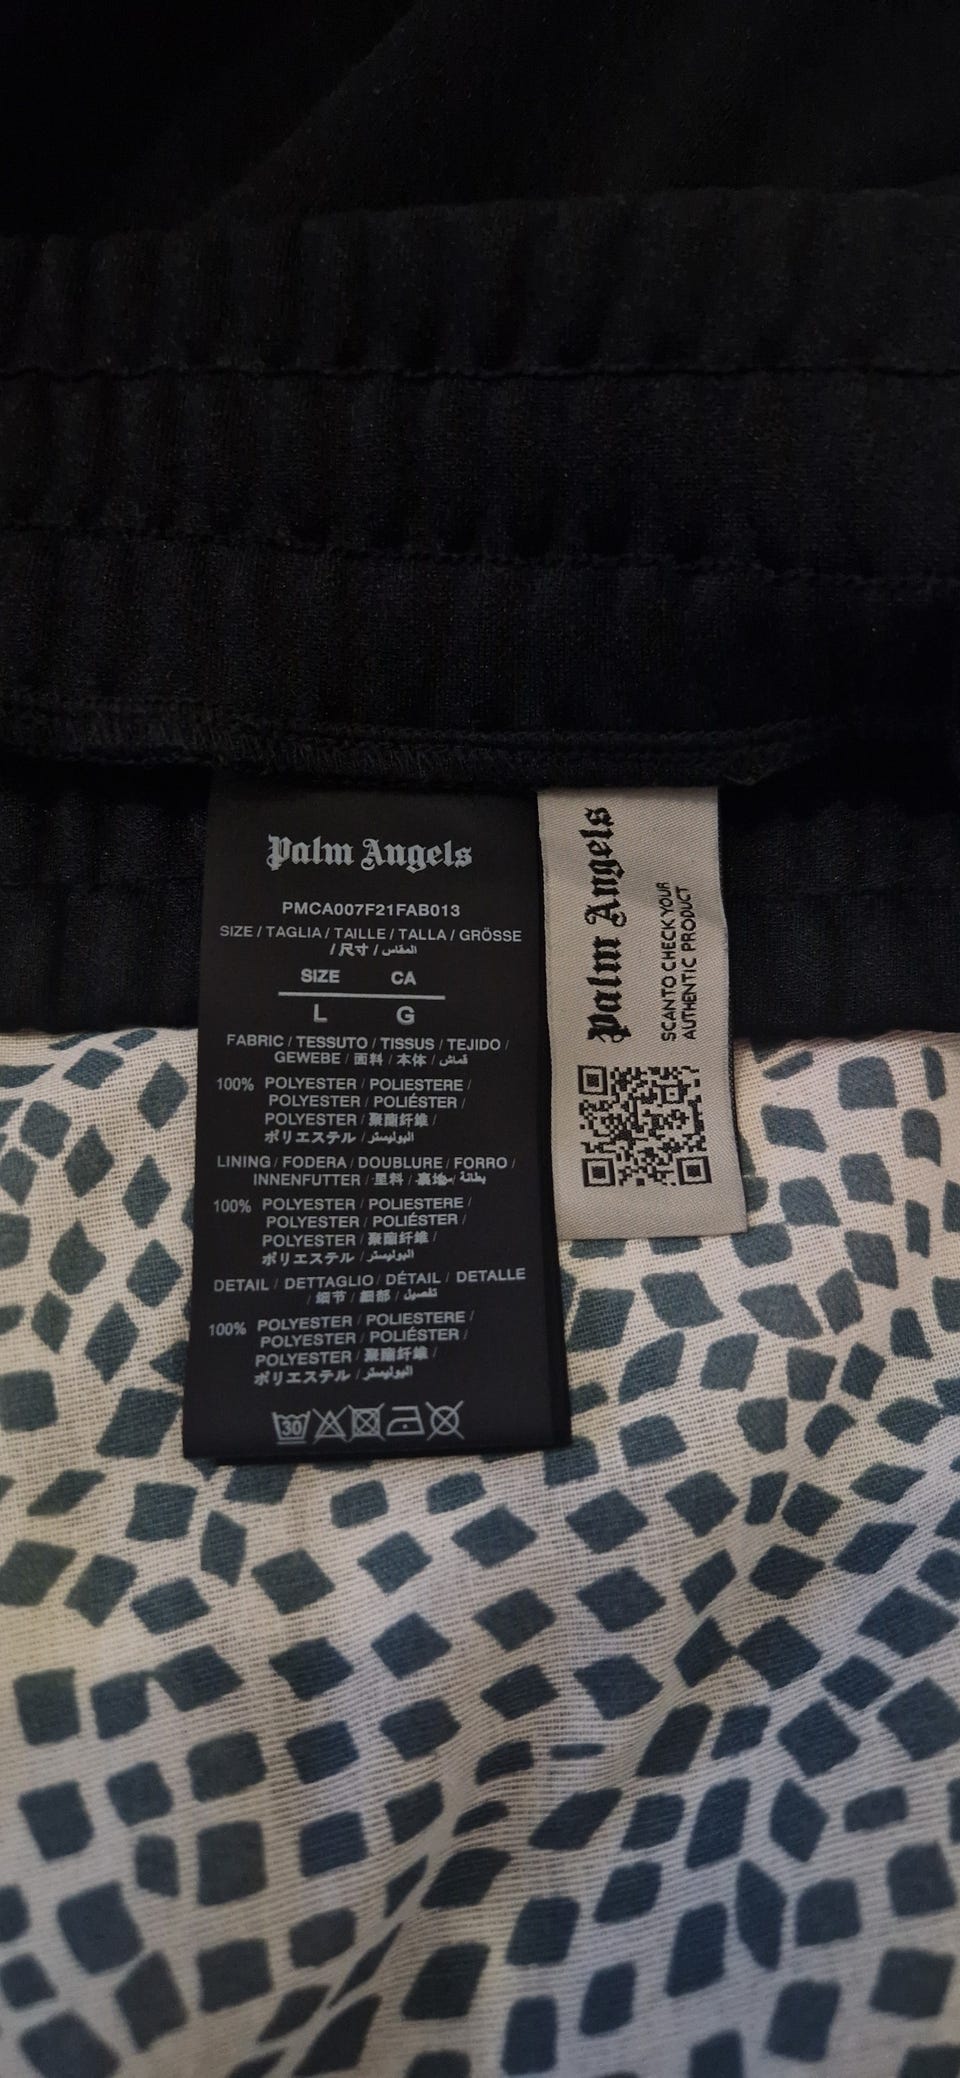 Palm Angels
PMCA007F21FAB013
SIZE / TAGLIA / TAILLE / TALLA / GRÖSSE
/ 尺寸 / المقاس
SIZE CA
L G
FABRIC / TESSUTO / TISSUS / TEJIDO /
GEWEBE / 面料 / 本体 / قماش
100% POLYESTER / POLIESTERE /
POLYESTER / POLIÉSTER /
POLYESTER / 聚酯纤维 /
ポリエステル / البوليستر
LINING / FODERA / DOUBLURE / FORRO /
INNENFUTTER / 里料 / 裏地 / بطانة
100% POLYESTER / POLIESTERE /
POLYESTER / POLIÉSTER /
POLYESTER / 聚酯纤维 /
ポリエステル / البوليستر
DETAIL / DETTAGLIO / DÉTAIL / DETALLE
/ 细节 / 細部 / تفصيل
100% POLYESTER / POLIESTERE /
POLYESTER / POLIÉSTER /
POLYESTER / 聚酯纤维 /
ポリエステル / البوليستر
30
Palm Angels
SCAN TO CHECK YOUR
AUTHENTIC PRODUCT